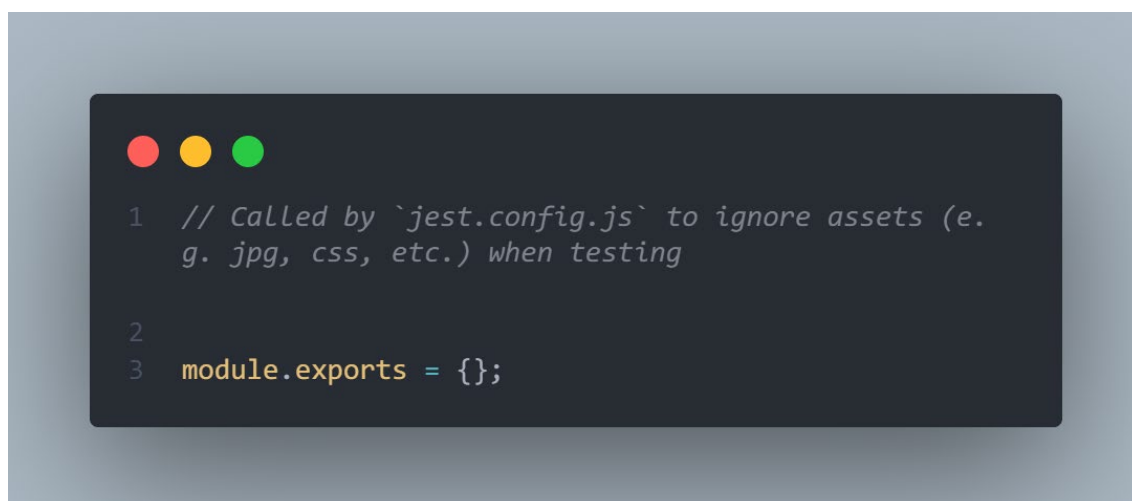 1 // Called by `jest.config.js` to ignore assets (e.
g. jpg, css, etc.) when testing
2
3 module.exports = {};